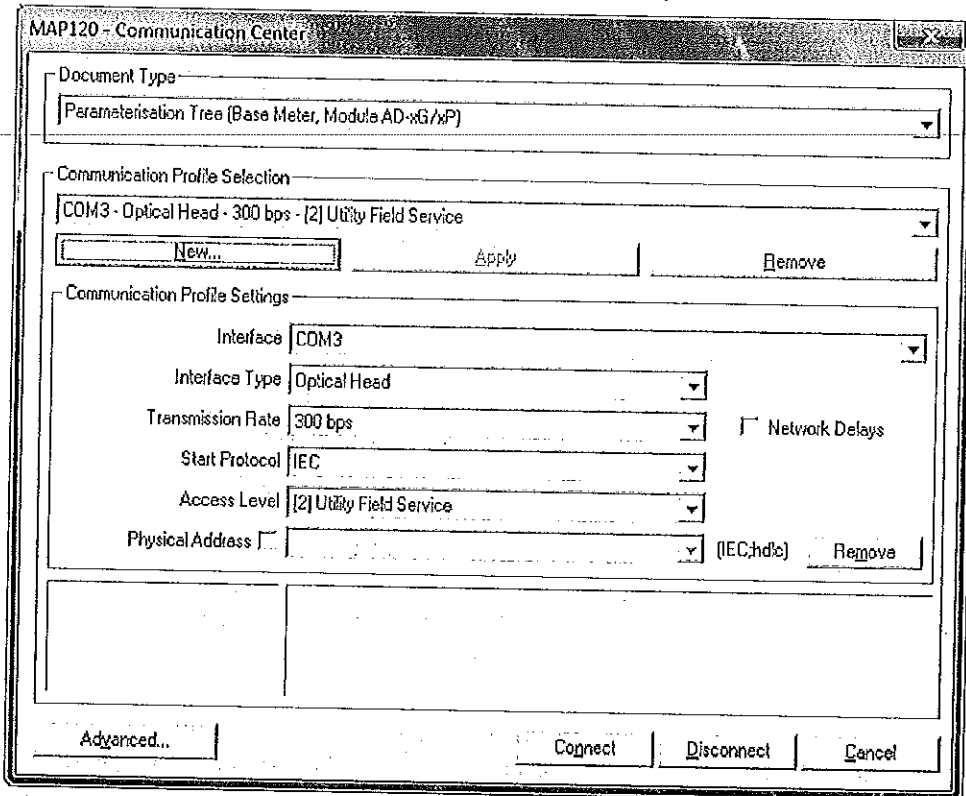 MAP120 - Communication Center
Document Type
Parameterisation Tree (Base Meter, Module AD-xG/xP)
Communication Profile Selection
COM3 - Optical Head - 300 bps - [2] Utility Field Service
New... Apply Remove
Communication Profile Settings
Interface COM3
Interface Type Optical Head
Transmission Rate 300 bps Network Delays
Start Protocol IEC
Access Level [2] Utility Field Service
Physical Address (IEC;hdlc) Remove
Advanced... Connect Disconnect Cancel